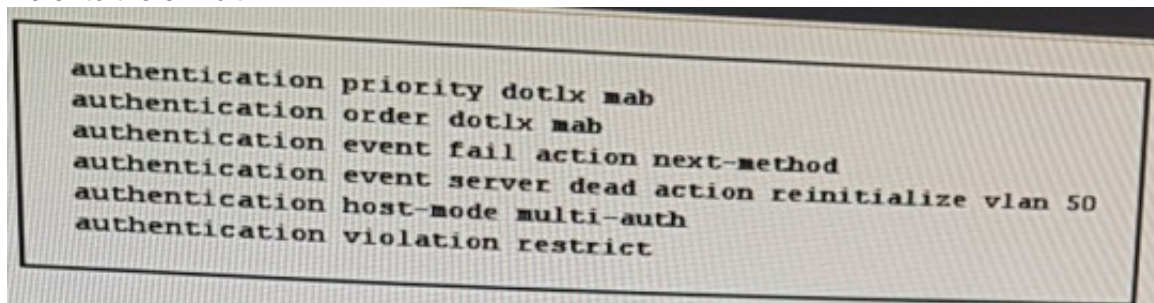 authentication priority dot1x mab
authentication order dot1x mab
authentication event fail action next-method
authentication event server dead action reinitialize vlan 50
authentication host-mode multi-auth
authentication violation restrict